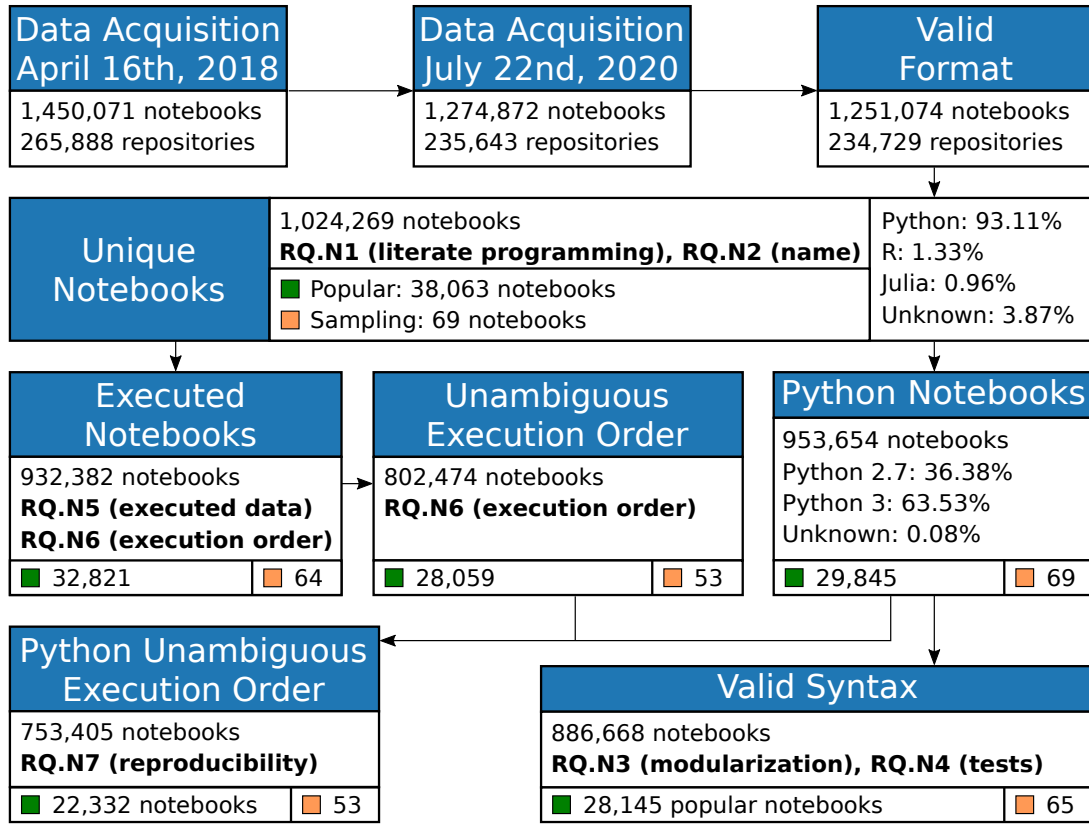 Data Acquisition
April 16th, 2018
1,450,071 notebooks
265,888 repositories
Data Acquisition
July 22nd, 2020
1,274,872 notebooks
235,643 repositories
Valid
Format
1,251,074 notebooks
234,729 repositories
Unique
Notebooks
1,024,269 notebooks
RQ.N1 (literate programming), RQ.N2 (name)
Popular: 38,063 notebooks
Sampling: 69 notebooks
Python: 93.11%
R: 1.33%
Julia: 0.96%
Unknown: 3.87%
Executed
Notebooks
932,382 notebooks
RQ.N5 (executed data)
RQ.N6 (execution order)
32,821
64
Unambiguous
Execution Order
802,474 notebooks
RQ.N6 (execution order)
28,059
53
Python Notebooks
953,654 notebooks
Python 2.7: 36.38%
Python 3: 63.53%
Unknown: 0.08%
29,845
69
Python Unambiguous
Execution Order
753,405 notebooks
RQ.N7 (reproducibility)
22,332 notebooks
53
Valid Syntax
886,668 notebooks
RQ.N3 (modularization), RQ.N4 (tests)
28,145 popular notebooks
65